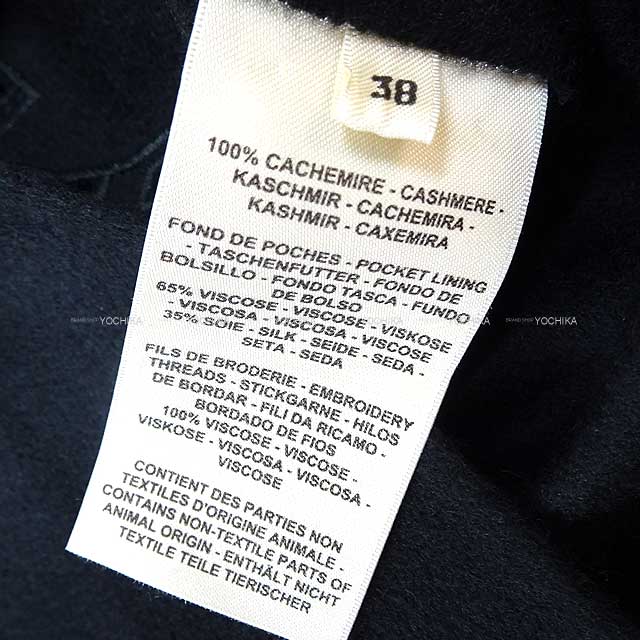 38
100% CACHEMIRE - CASHMERE -
KASCHMIR - CACHEMIRA -
KASHMIR - CAXEMIRA
FOND DE POCHES - POCKET LINING
- TASCHENFUTTER - FONDO DE
BOLSILLO - FONDO TASCA - FUNDO
DE BOLSO
65% VISCOSE - VISCOSE - VISKOSE
- VISCOSA - VISCOSA - VISCOSE
35% SOIE - SILK - SEIDE - SEDA -
SETA - SEDA
FILS DE BRODERIE - EMBROIDERY
THREADS - STICKGARNE - HILOS
DE BORDAR - FILI DA RICAMO -
BORDADO DE FIOS
100% VISCOSE - VISCOSE -
VISKOSE - VISCOSA - VISCOSA -
VISCOSE
CONTIENT DES PARTIES NON
TEXTILES D'ORIGINE ANIMALE -
CONTAINS NON-TEXTILE PARTS OF
ANIMAL ORIGIN - ENTHÄLT NICHT
TEXTILE TEILE TIERISCHER
BRAND SHOP YOCHIKA
BRAND SHOP YOCHIKA